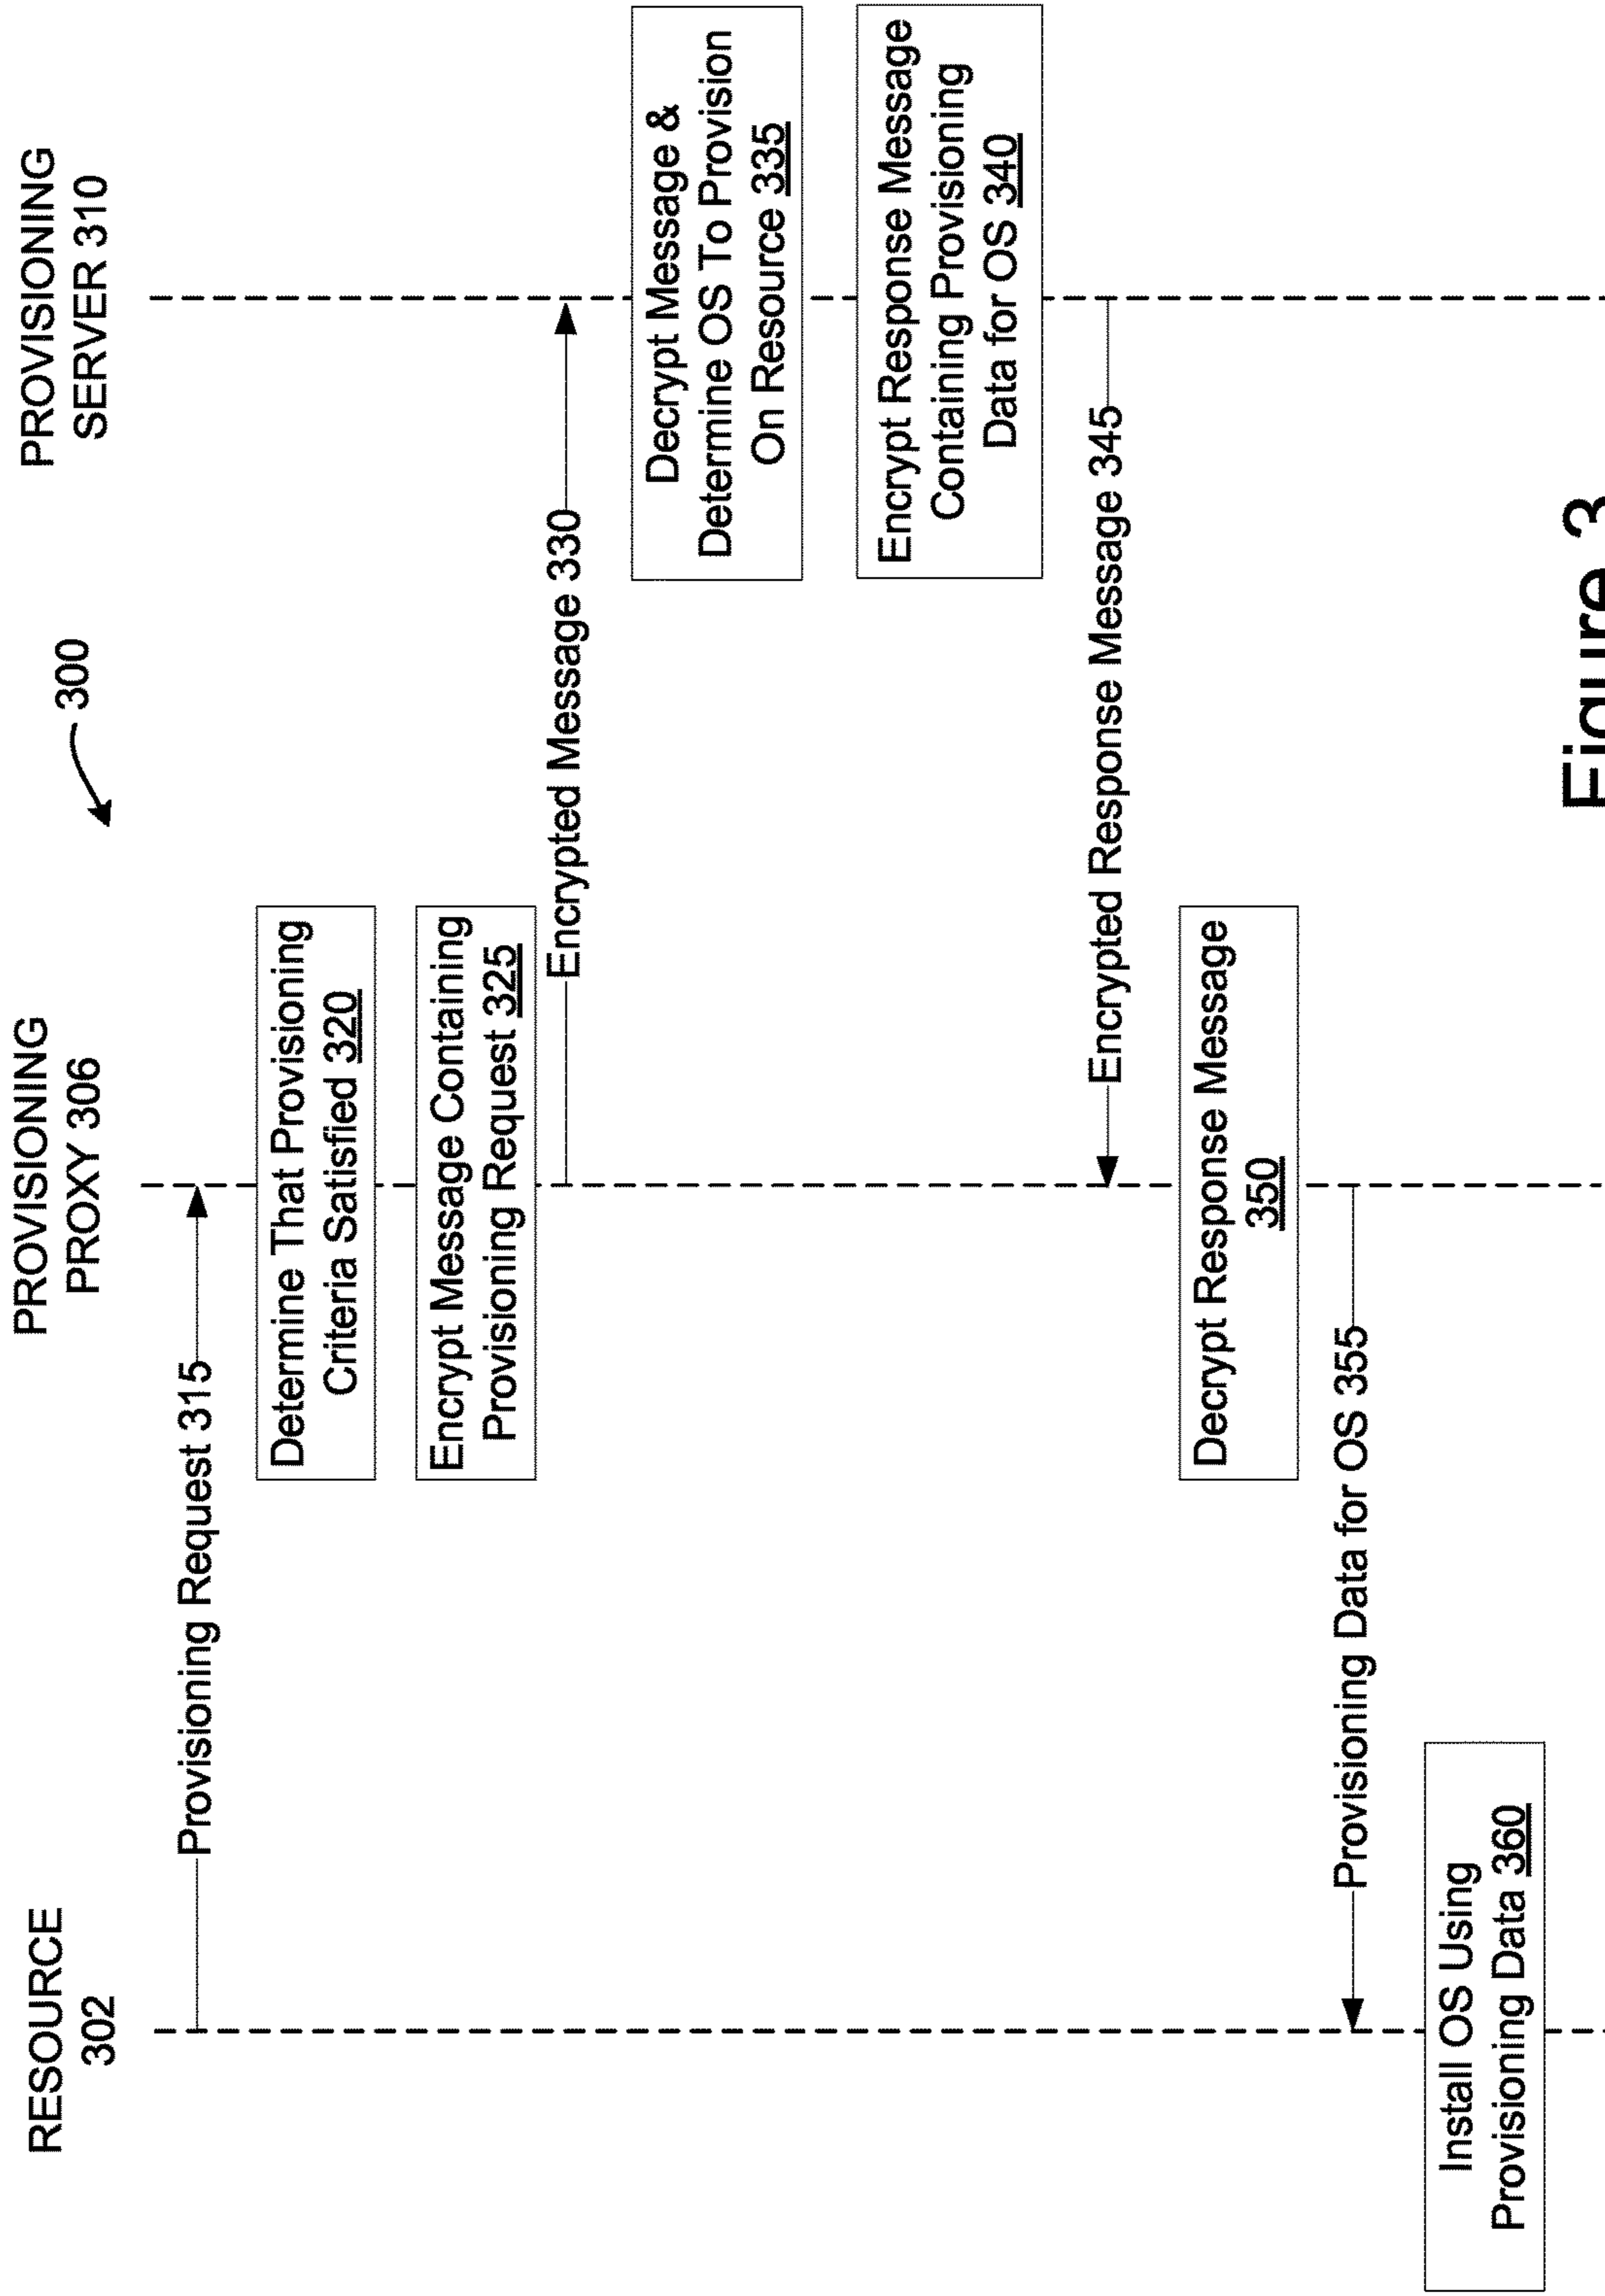 300
RESOURCE
302
PROVISIONING
PROXY 306
PROVISIONING
SERVER 310
Provisioning Request 315
Determine That Provisioning
Criteria Satisfied 320
Encrypt Message Containing
Provisioning Request 325
Encrypted Message 330
Decrypt Message &
Determine OS To Provision
On Resource 335
Encrypt Response Message
Containing Provisioning
Data for OS 340
Encrypted Response Message 345
Decrypt Response Message
350
Provisioning Data for OS 355
Install OS Using
Provisioning Data 360
Figure 3